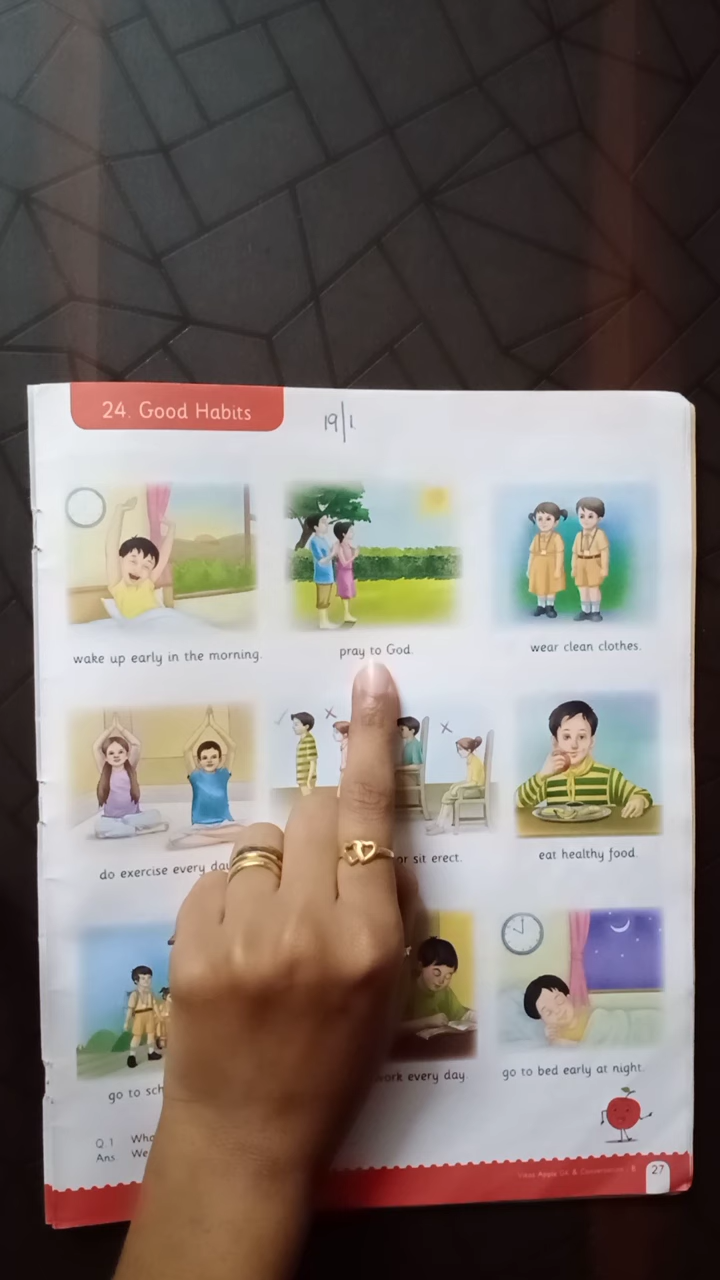 24. Good Habits
19/1
wake up early in the morning.
pray to God.
wear clean clothes.
do exercise every
or sit erect.
eat healthy food.
go to
every day.
go to bed early at night.
Q.1
Ans
27